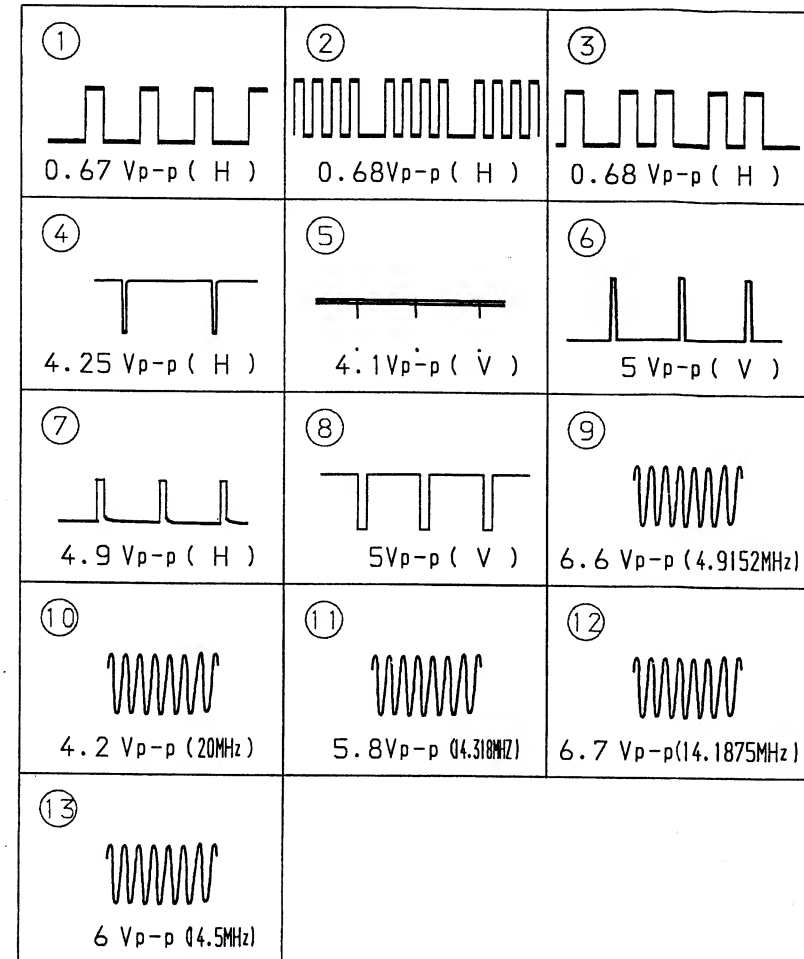 ① ② ③
0.67 Vp-p ( H ) 0.68Vp-p ( H ) 0.68 Vp-p ( H )
④ ⑤ ⑥
4.25 Vp-p ( H ) 4.1Vp-p ( V ) 5 Vp-p ( V )
⑦ ⑧ ⑨
4.9 Vp-p ( H ) 5Vp-p ( V ) 6.6 Vp-p (4.9152MHz)
⑩ ⑪ ⑫
4.2 Vp-p (20MHz) 5.8Vp-p (14.318MHZ) 6.7 Vp-p(14.1875MHz)
⑬
6 Vp-p (14.5MHz)